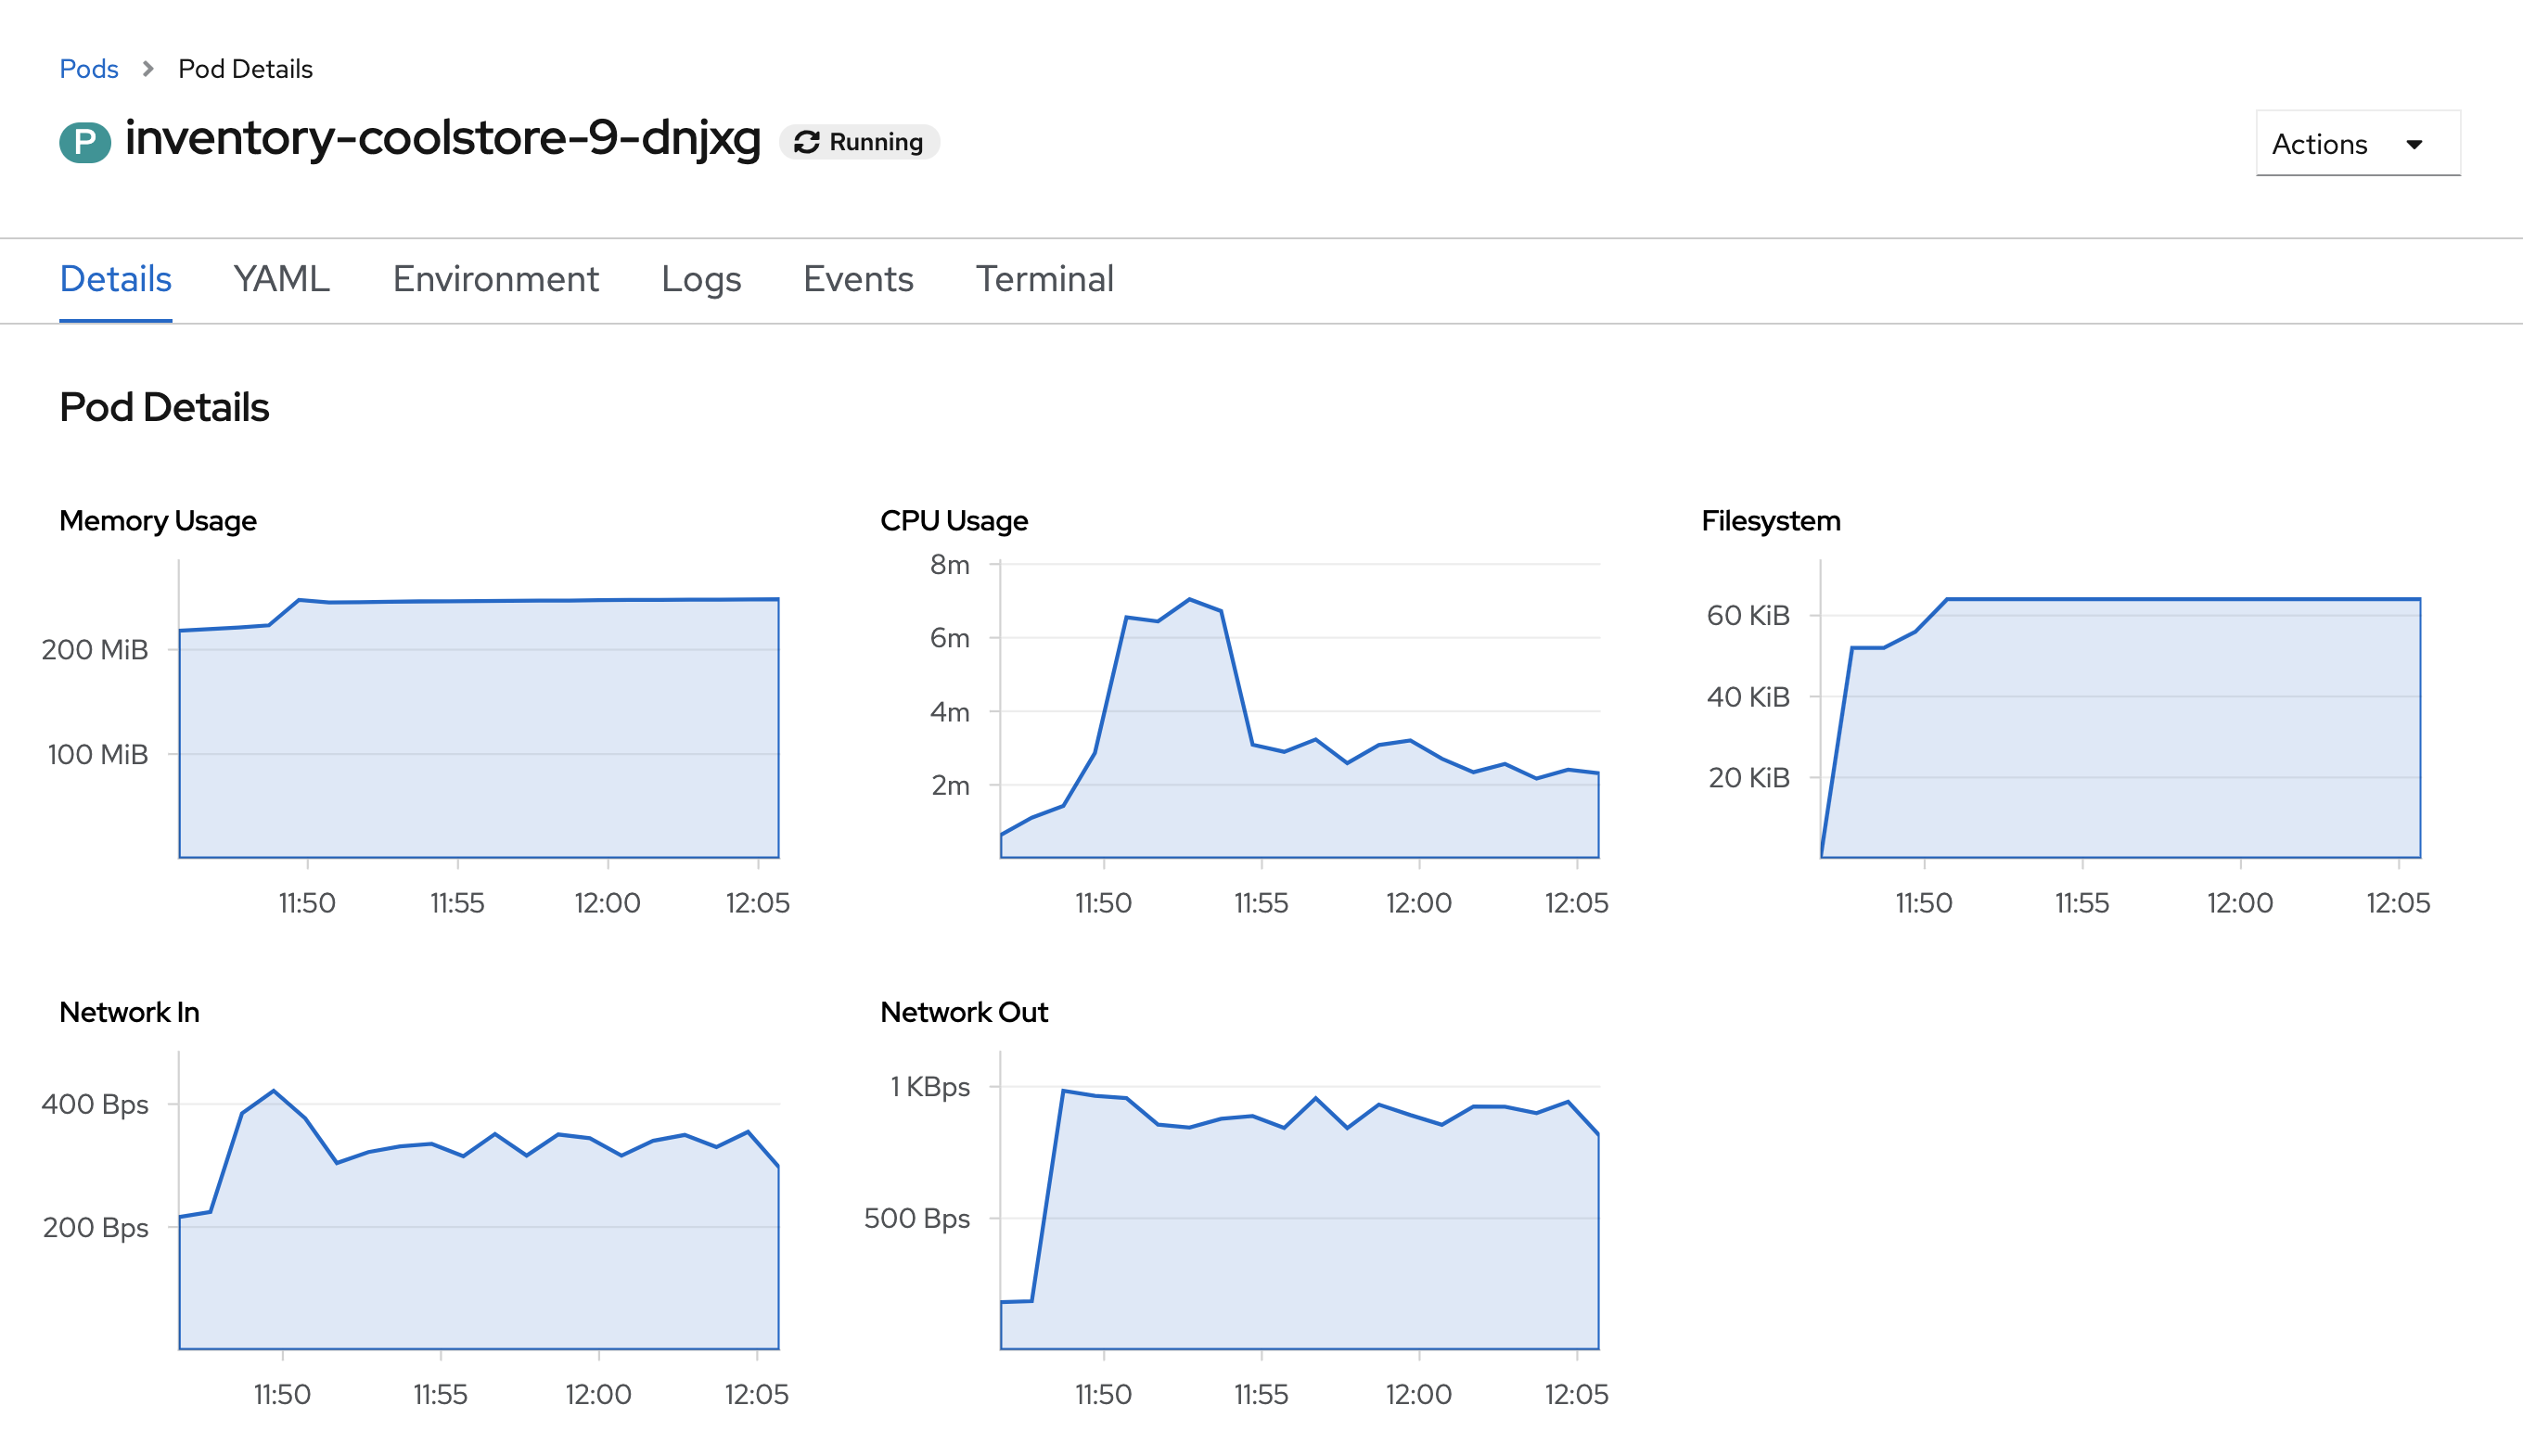 Pods > Pod Details
P inventory-coolstore-9-dnjxg Running
Actions
Details YAML Environment Logs Events Terminal
Pod Details
Memory Usage
200 MiB
100 MiB
11:50 11:55 12:00 12:05
CPU Usage
8m
6m
4m
2m
11:50 11:55 12:00 12:05
Filesystem
60 KiB
40 KiB
20 KiB
11:50 11:55 12:00 12:05
Network In
400 Bps
200 Bps
11:50 11:55 12:00 12:05
Network Out
1 KBps
500 Bps
11:50 11:55 12:00 12:05